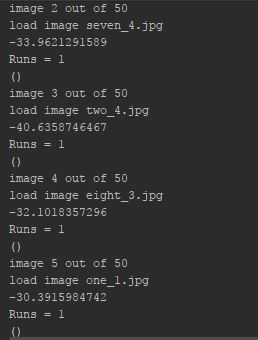 image 2 out of 50
load image seven_4.jpg
-33.9621291589
Runs = 1
()
image 3 out of 50
load image two_4.jpg
-40.6358746467
Runs = 1
()
image 4 out of 50
load image eight_3.jpg
-32.1018357296
Runs = 1
()
image 5 out of 50
load image one_1.jpg
-30.3915984742
Runs = 1
()